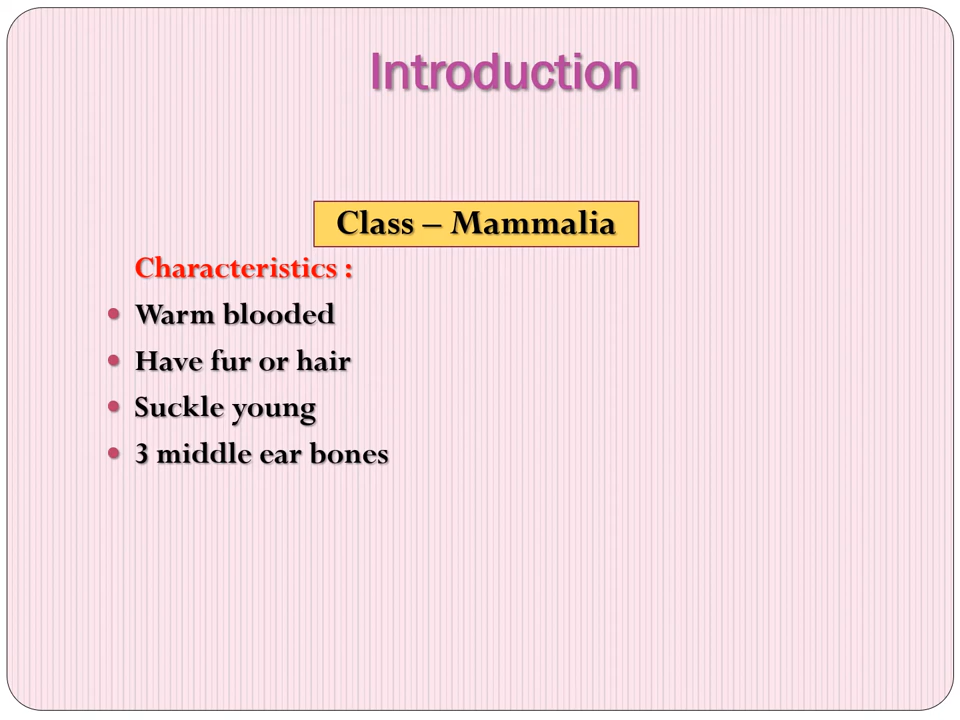 Introduction
Class – Mammalia
Characteristics :
• Warm blooded
• Have fur or hair
• Suckle young
• 3 middle ear bones